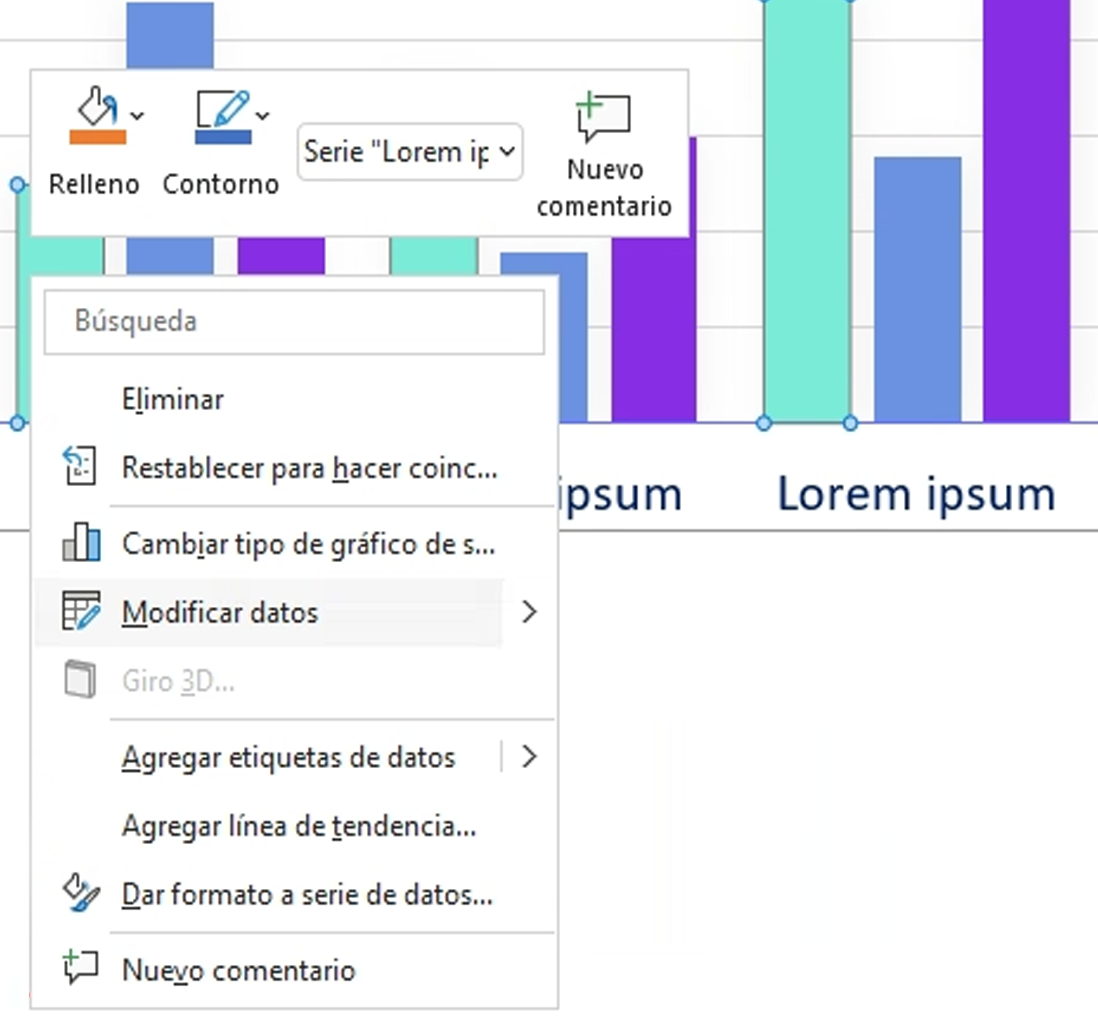 Relleno
Contorno
Serie "Lorem ip
Nuevo
comentario
Búsqueda
Eliminar
Restablecer para hacer coinc...
ipsum
Lorem ipsum
Cambiar tipo de gráfico de s...
Modificar datos
Giro 3D...
Agregar etiquetas de datos
Agregar línea de tendencia...
Dar formato a serie de datos...
Nuevo comentario